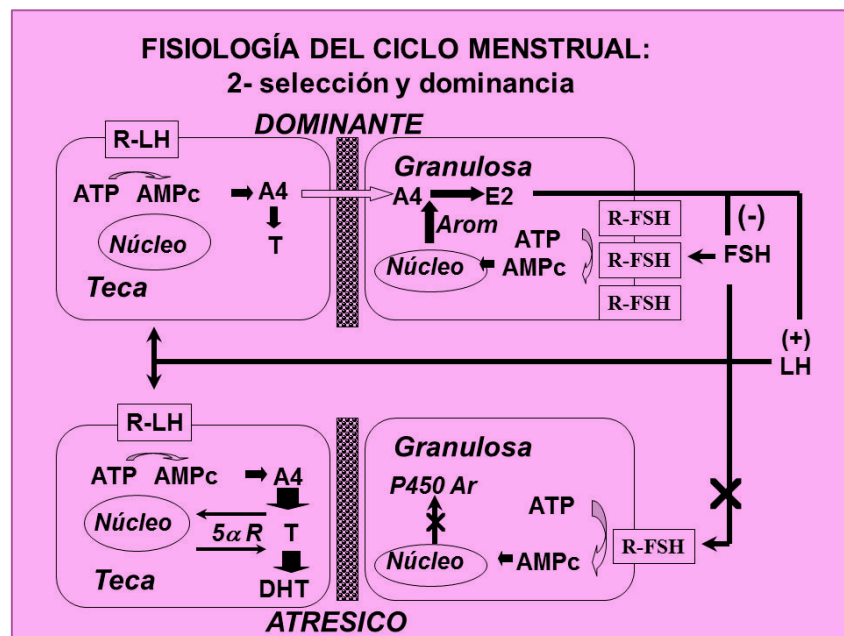 FISIOLOGÍA DEL CICLO MENSTRUAL:
2- selección y dominancia
DOMINANTE
R-LH
ATP AMPc A4
T
Núcleo
Teca
Granulosa
A4 E2
Arom
ATP
AMPc
Núcleo
R-FSH
R-FSH
R-FSH
(-)
FSH
(+)
LH
R-LH
ATP AMPc A4
Núcleo
5α R
T
DHT
Teca
Granulosa
P450 Ar
ATP
AMPc
Núcleo
R-FSH
ATRESICO